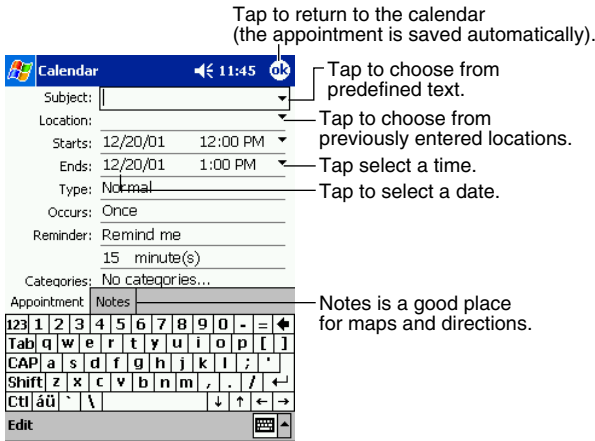 Tap to return to the calendar
(the appointment is saved automatically).
Calendar 11:45 ok
Tap to choose from
predefined text.
Subject:
Location:
Tap to choose from
previously entered locations.
Starts: 12/20/01 12:00 PM
Ends: 12/20/01 1:00 PM
Tap select a time.
Type: Normal
Tap to select a date.
Occurs: Once
Reminder: Remind me
15 minute(s)
Categories: No categories...
Appointment Notes
Notes is a good place
for maps and directions.
123 1 2 3 4 5 6 7 8 9 0 - =
Tab q w e r t y u i o p [ ]
CAP a s d f g h j k l ; '
Shift z x c v b n m , . /
Ctl áü ` \ ↓ ↑ ← →
Edit